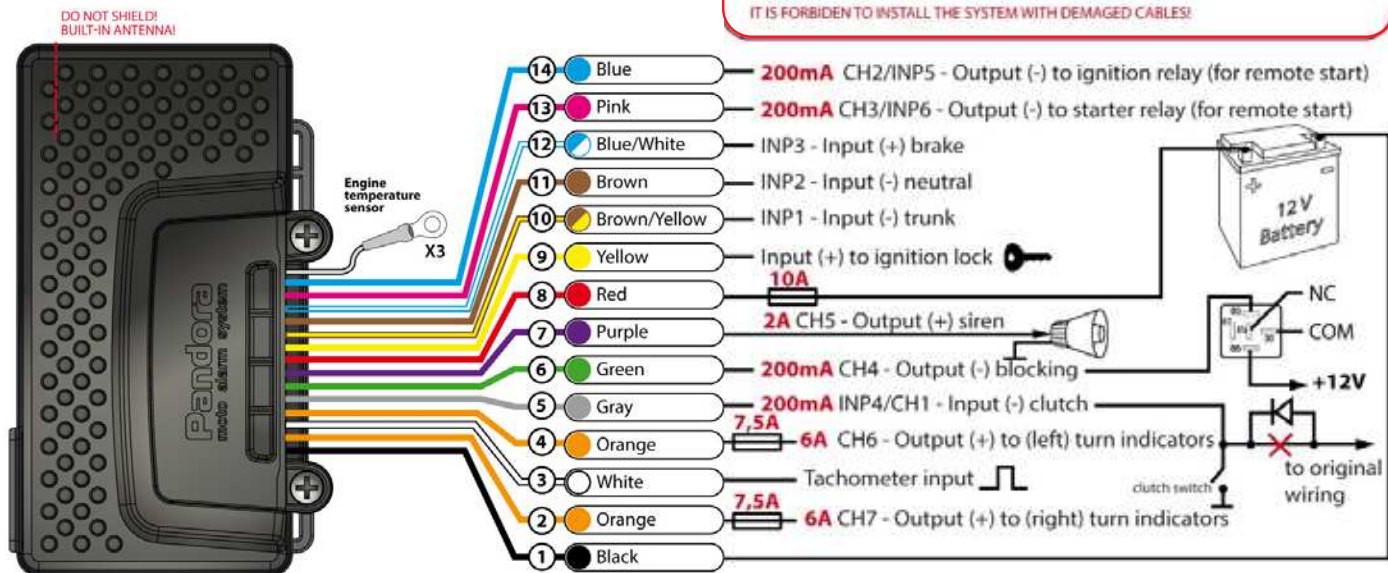 DO NOT SHIELD!
BUILT-IN ANTENNA!
IT IS FORBIDEN TO INSTALL THE SYSTEM WITH DEMAGED CABLES!
Engine
temperature
sensor
X3
Pandora
moto alarm system
14 Blue 200mA CH2/INP5 - Output (-) to ignition relay (for remote start)
13 Pink 200mA CH3/INP6 - Output (-) to starter relay (for remote start)
12 Blue/White INP3 - Input (+) brake
11 Brown INP2 - Input (-) neutral
10 Brown/Yellow INP1 - Input (-) trunk
9 Yellow Input (+) to ignition lock
8 Red 10A
7 Purple 2A CH5 - Output (+) siren
6 Green 200mA CH4 - Output (-) blocking
5 Gray 200mA INP4/CH1 - Input (-) clutch
4 Orange 7,5A 6A CH6 - Output (+) to (left) turn indicators
3 White Tachometer input
2 Orange 7,5A 6A CH7 - Output (+) to (right) turn indicators
1 Black
+ -
12 V
Battery
NC
COM
30
86
+12V
to original
wiring
clutch switch